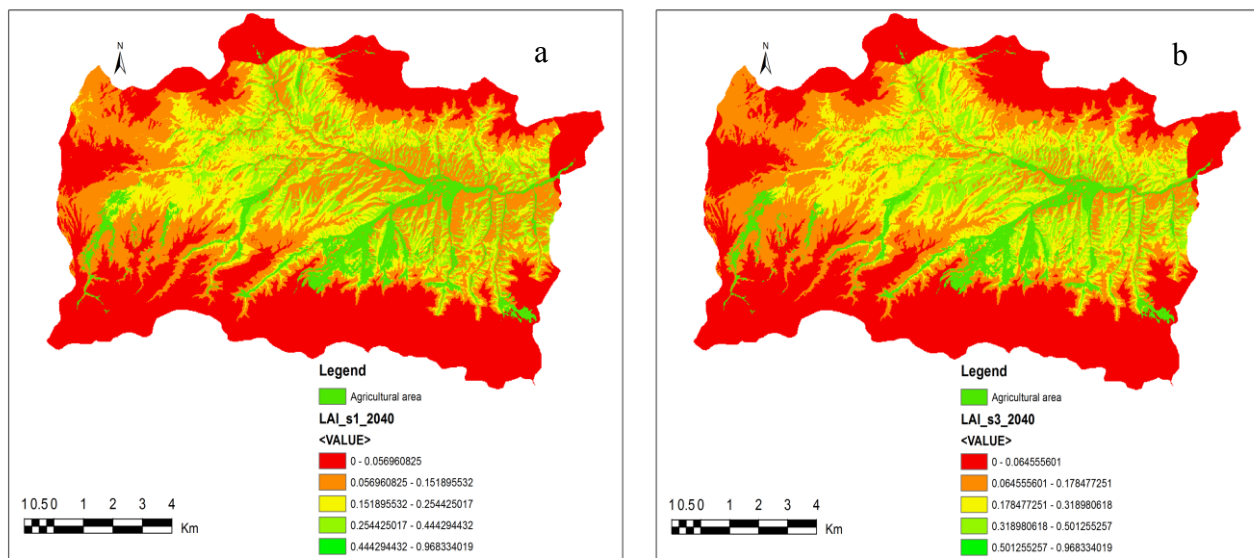 N
a
Legend
Agricultural area
LAI_s1_2040
<VALUE>
0 - 0.056960825
0.056960825 - 0.151895532
0.151895532 - 0.254425017
0.254425017 - 0.444294432
0.444294432 - 0.968334019
1 0.5 0 1 2 3 4
Km
N
b
Legend
Agricultural area
LAI_s3_2040
<VALUE>
0 - 0.064555601
0.064555601 - 0.178477251
0.178477251 - 0.318980618
0.318980618 - 0.501255257
0.501255257 - 0.968334019
1 0.5 0 1 2 3 4
Km